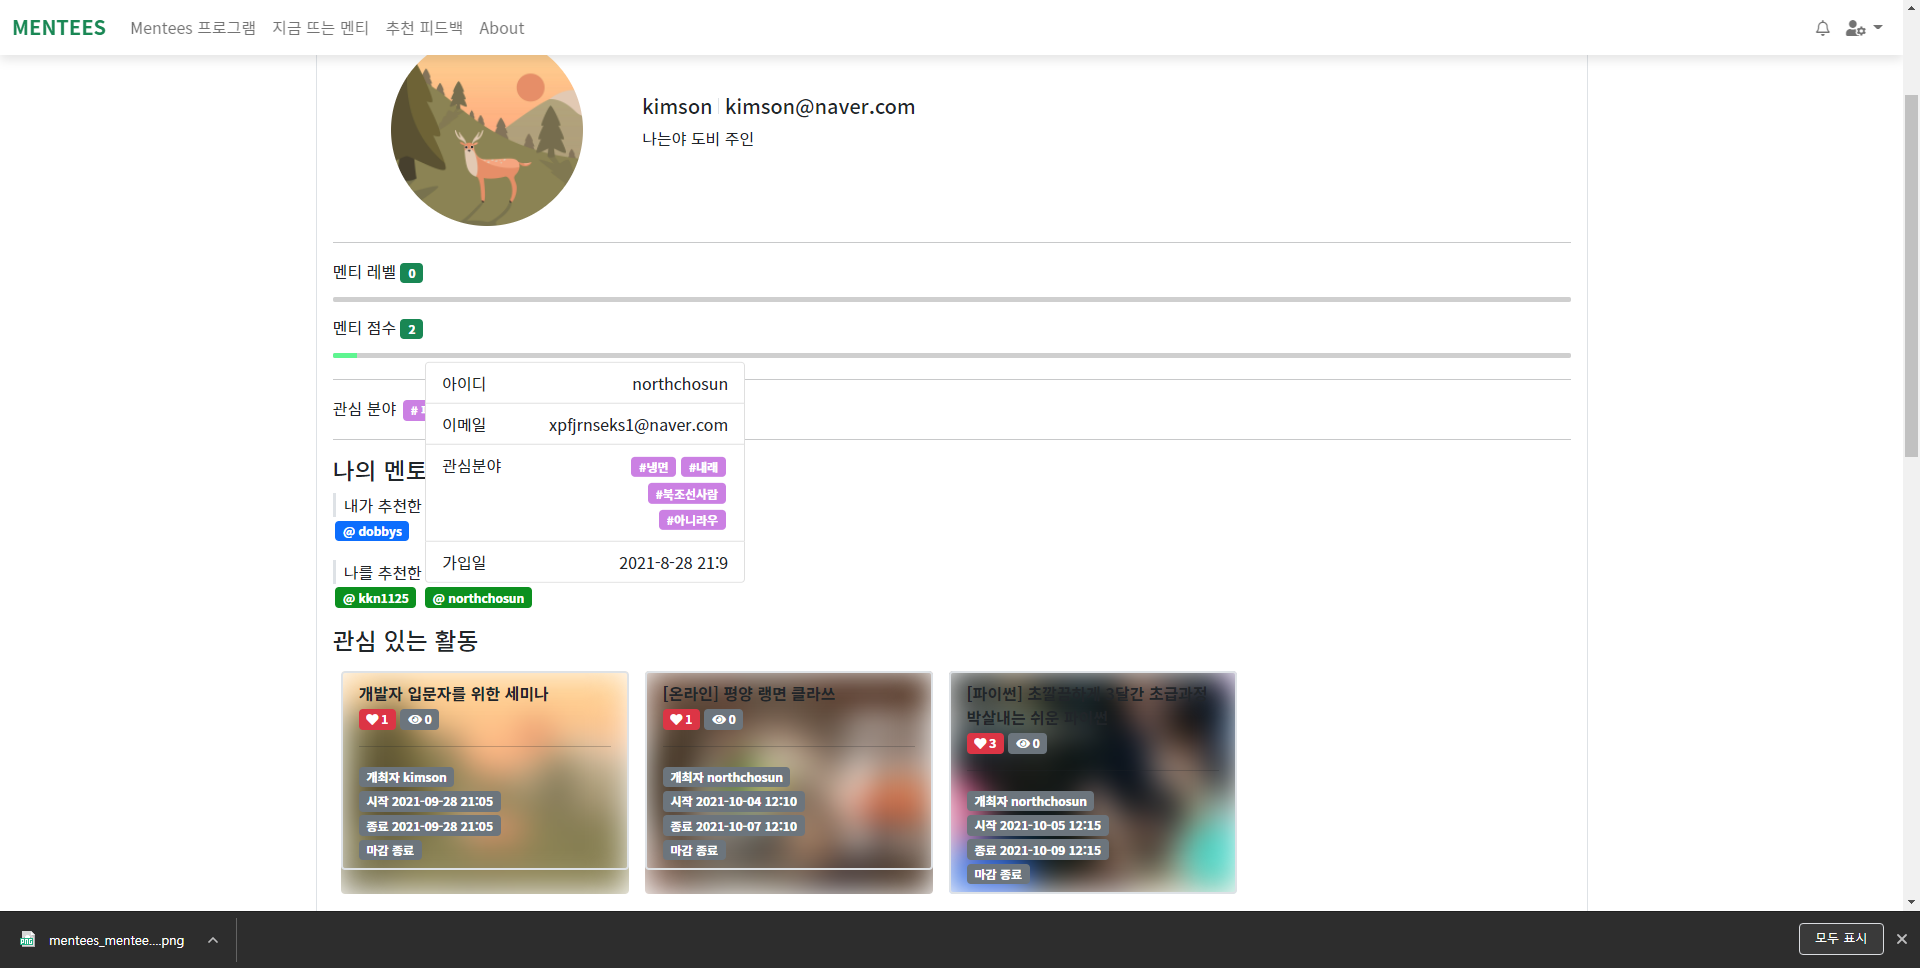 MENTEES Mentees 프로그램 지금 뜨는 멘티 추천 피드백 About
kimson kimson@naver.com
나는야 도비 주인
멘티 레벨 0
멘티 점수 2
아이디 northchosun
관심 분야 #
이메일 xpfjrnseks1@naver.com
관심분야 #냉면 #내래
#북조선사람
#아니라우
가입일 2021-8-28 21:9
나의 멘토
내가 추천한
@ dobbys
나를 추천한
@ kkn1125 @ northchosun
관심 있는 활동
개발자 입문자를 위한 세미나
1 0
개최자 kimson
시작 2021-09-28 21:05
종료 2021-09-28 21:05
마감 종료
[온라인] 평양 랭면 클라쓰
1 0
개최자 northchosun
시작 2021-10-04 12:10
종료 2021-10-07 12:10
마감 종료
[파이썬] 초깔끔하게 2달간 초급과정
박살내는 쉬운
3 0
개최자 northchosun
시작 2021-10-05 12:15
종료 2021-10-09 12:15
마감 종료
mentees_mentee....png
모두 표시